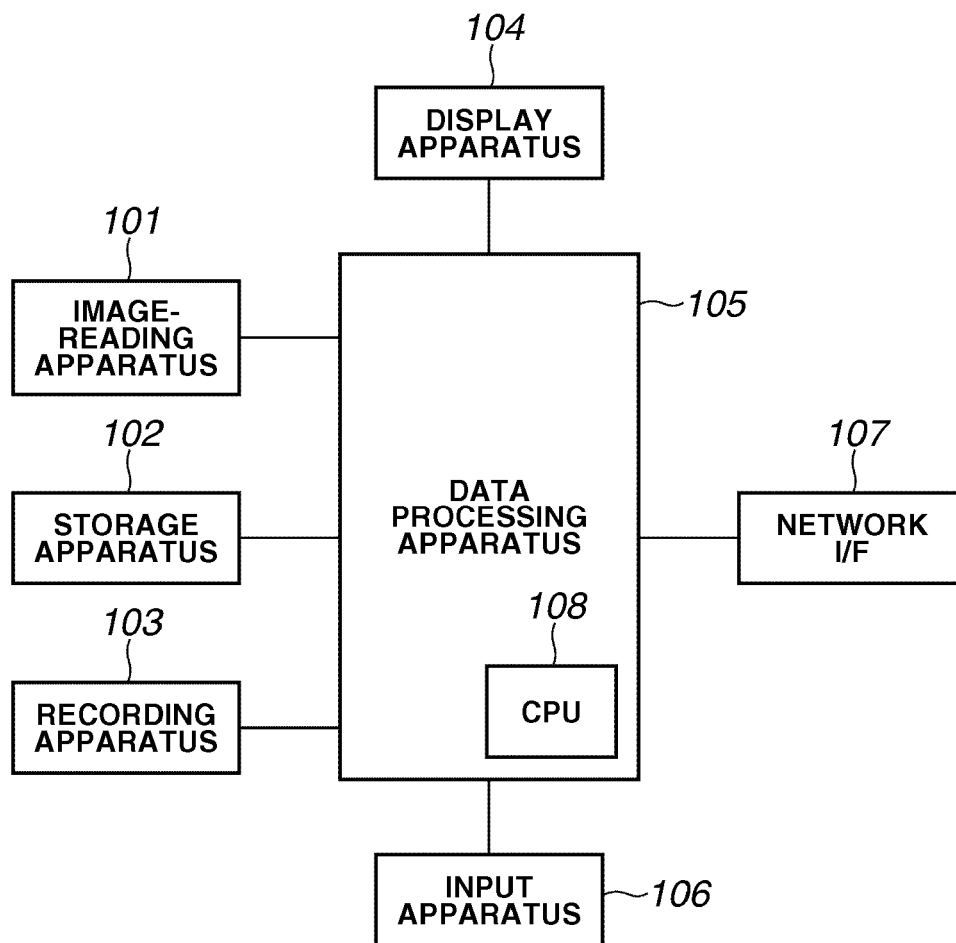 104
DISPLAY
APPARATUS
101
IMAGE-
READING
APPARATUS
105
102
STORAGE
APPARATUS
DATA
PROCESSING
APPARATUS
107
NETWORK
I/F
103
RECORDING
APPARATUS
108
CPU
INPUT
APPARATUS
106